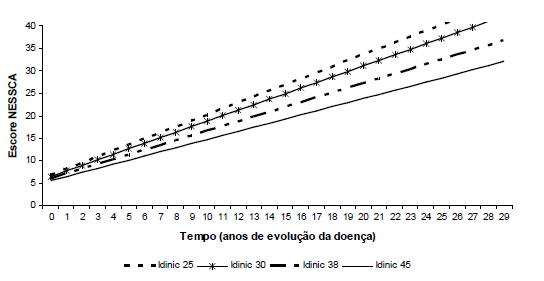 40
35
30
25
20
15
10
5
0
Escore NESSCA
0 1 2 3 4 5 6 7 8 9 10 11 12 13 14 15 16 17 18 19 20 21 22 23 24 25 26 27 28 29
Tempo (anos de evolução da doença)
Idinic 25 Idinic 30 Idinic 38 Idinic 45